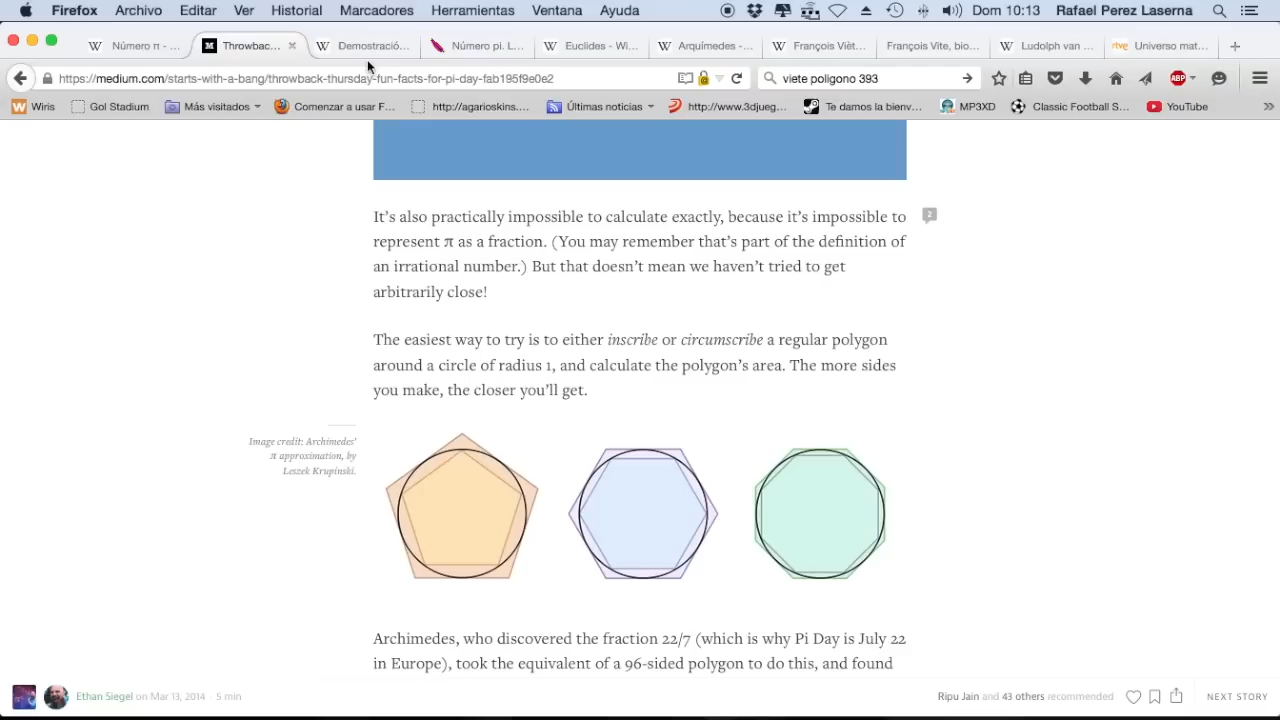 Firefox Archivo Editar Ver Historial Marcadores Herramientas Ventana Ayuda Dom 10:13 Rafael Perez Laserna
W Número π - ... M Throwbac... × W Demostració... Número pi. L... W Euclides - Wi... W Arquímedes -... W François Vièt... François Vite, bio... W Ludolph van ... rtve Universo mat... +
https://medium.com/starts-with-a-bang/throwback-thursday-fun-facts-for-pi-day-fab195f9e0e2 viete poligono 393 ABP
W Wiris Gol Stadium Más visitados Comenzar a usar F... http://agarioskins.... Últimas noticias http://www.3djueg... Te damos la bienv... MP3XD Classic Football S... YouTube »
It's also practically impossible to calculate exactly, because it's impossible to 2
represent π as a fraction. (You may remember that's part of the definition of
an irrational number.) But that doesn't mean we haven't tried to get
arbitrarily close!
The easiest way to try is to either inscribe or circumscribe a regular polygon
around a circle of radius 1, and calculate the polygon's area. The more sides
you make, the closer you'll get.
Image credit: Archimedes'
π approximation, by
Leszek Krupinski.
Archimedes, who discovered the fraction 22/7 (which is why Pi Day is July 22
in Europe), took the equivalent of a 96-sided polygon to do this, and found
Ethan Siegel on Mar 13, 2014 · 5 min Ripu Jain and 43 others recommended NEXT STORY